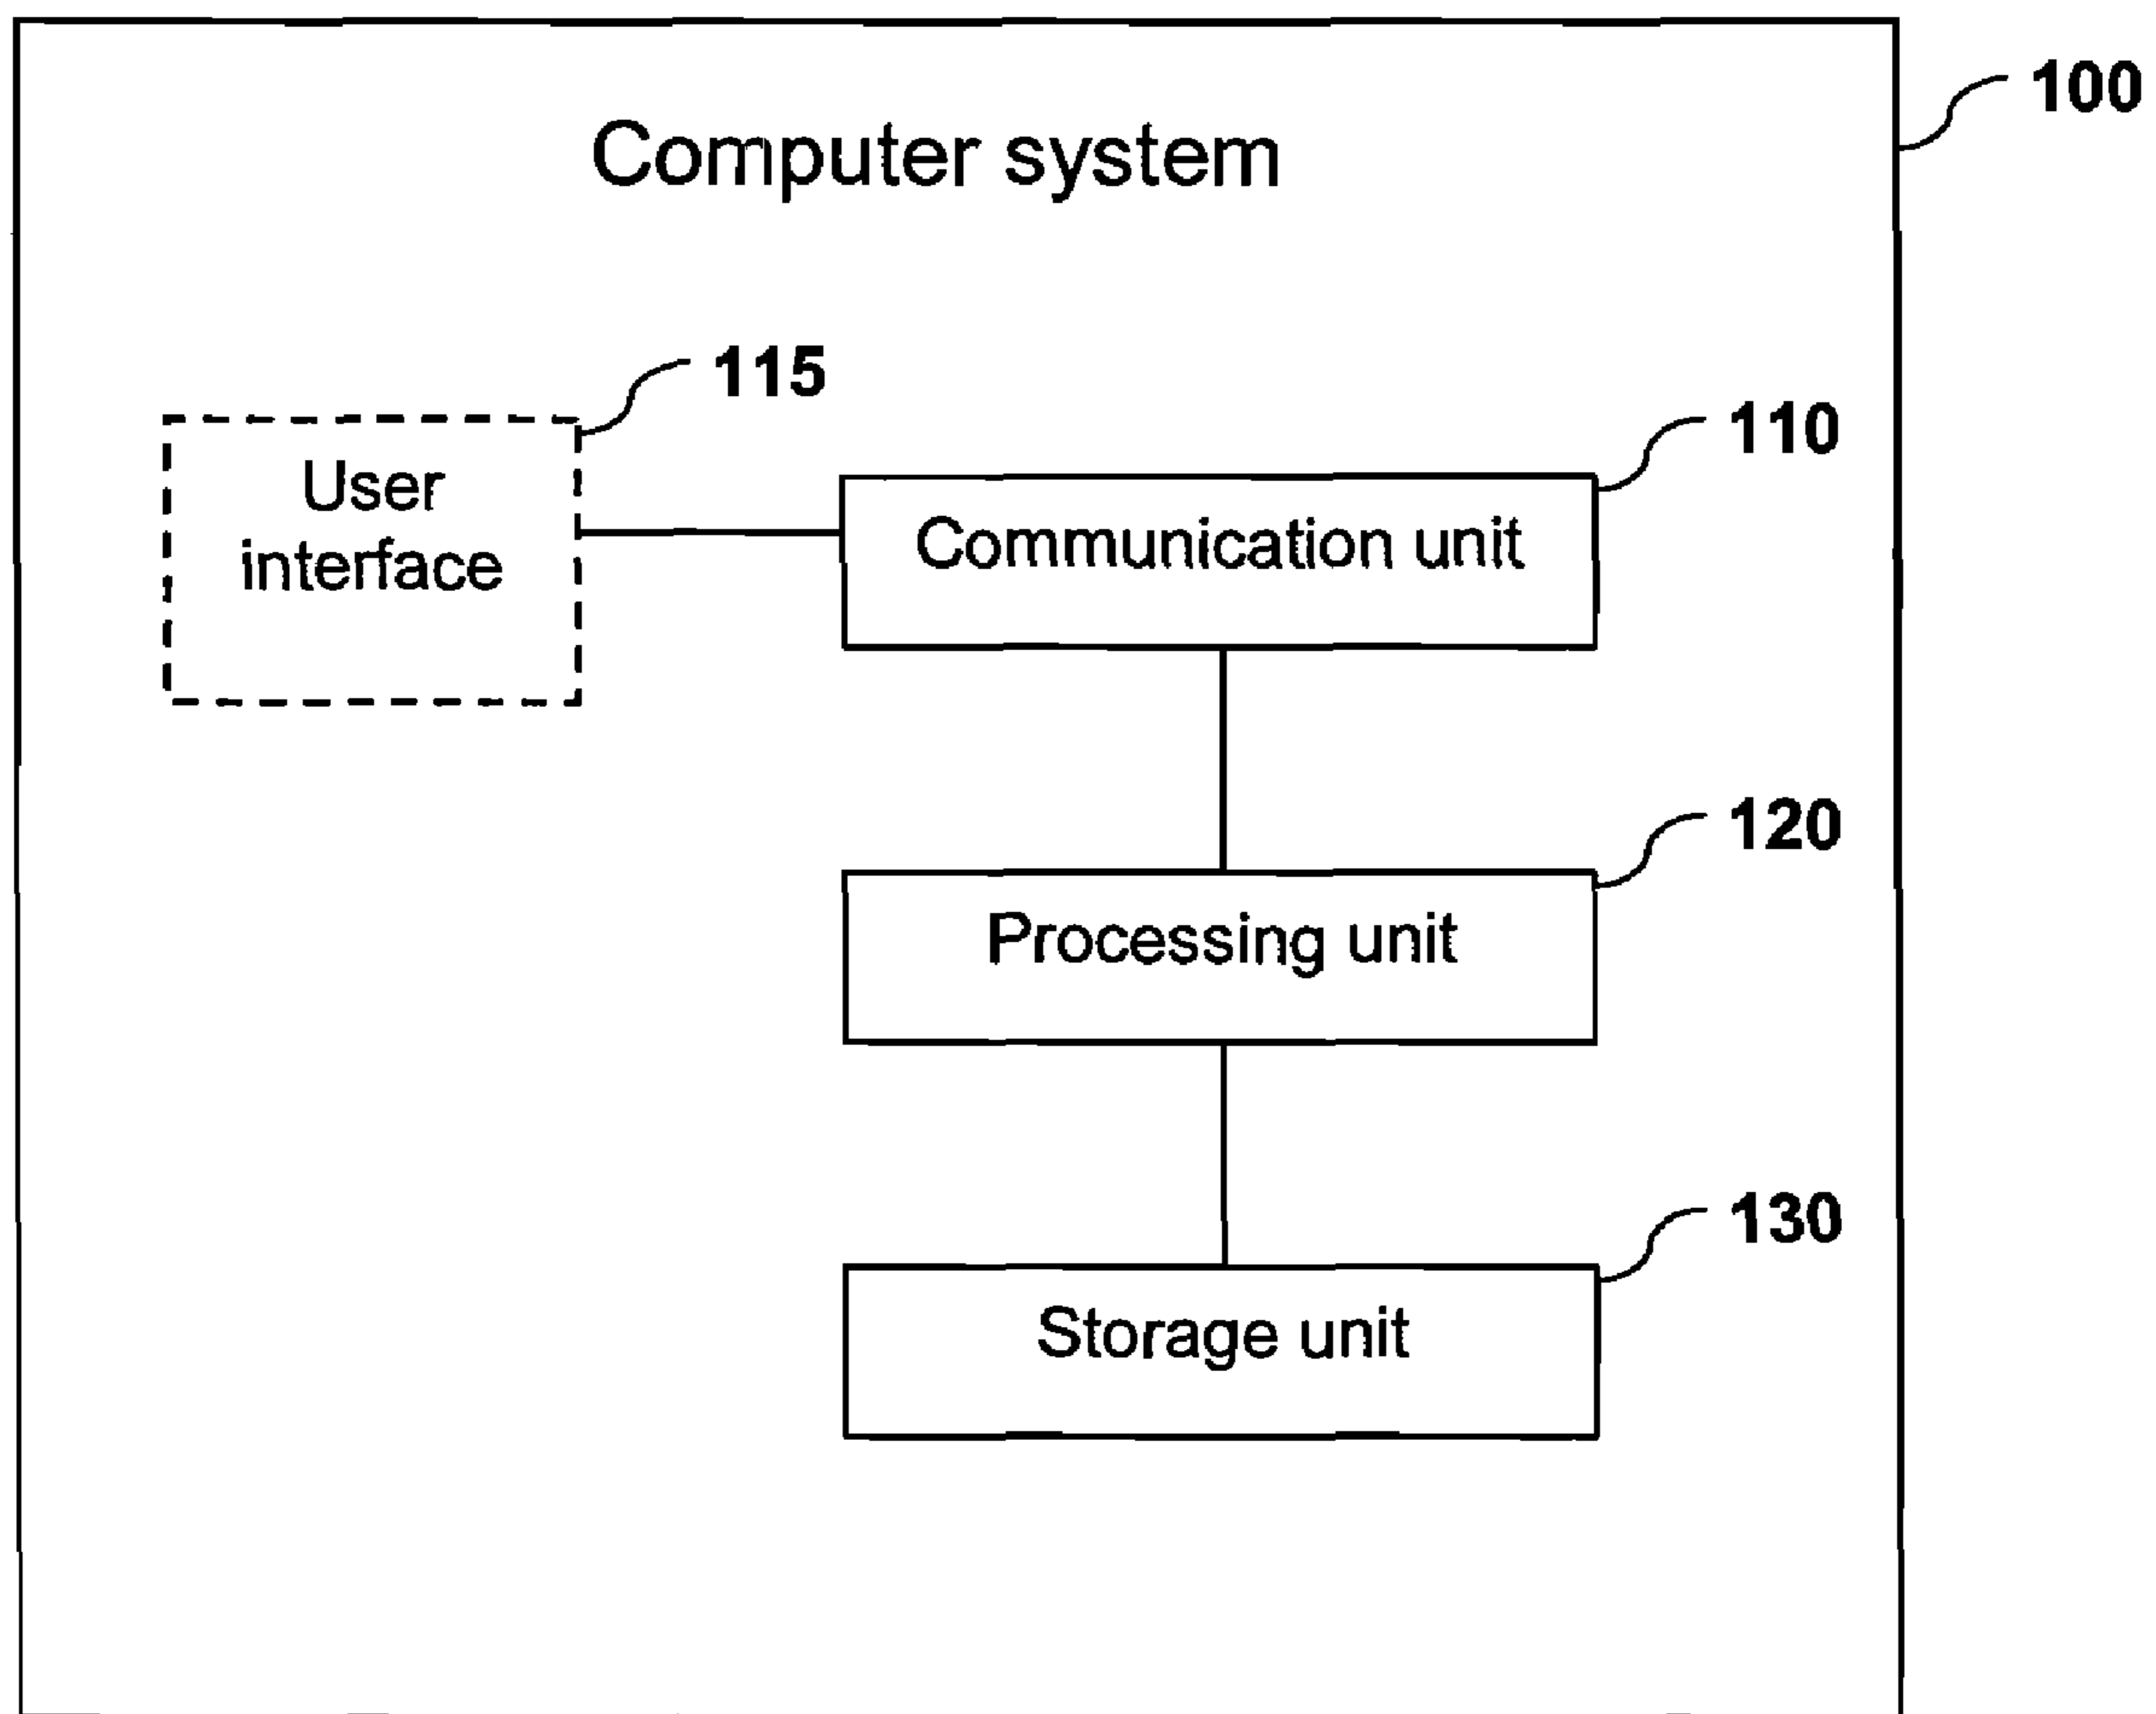 100
Computer system
115
User
interface
110
Communication unit
120
Processing unit
130
Storage unit